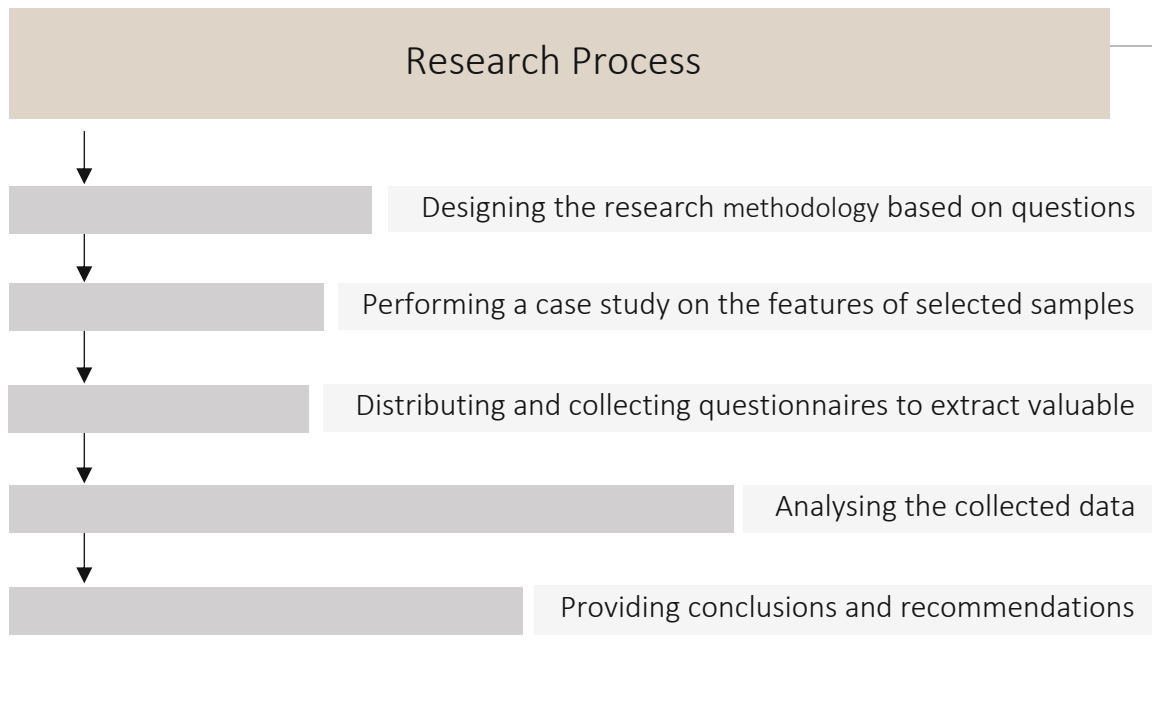 Research Process
Designing the research methodology based on questions
Performing a case study on the features of selected samples
Distributing and collecting questionnaires to extract valuable
Analysing the collected data
Providing conclusions and recommendations